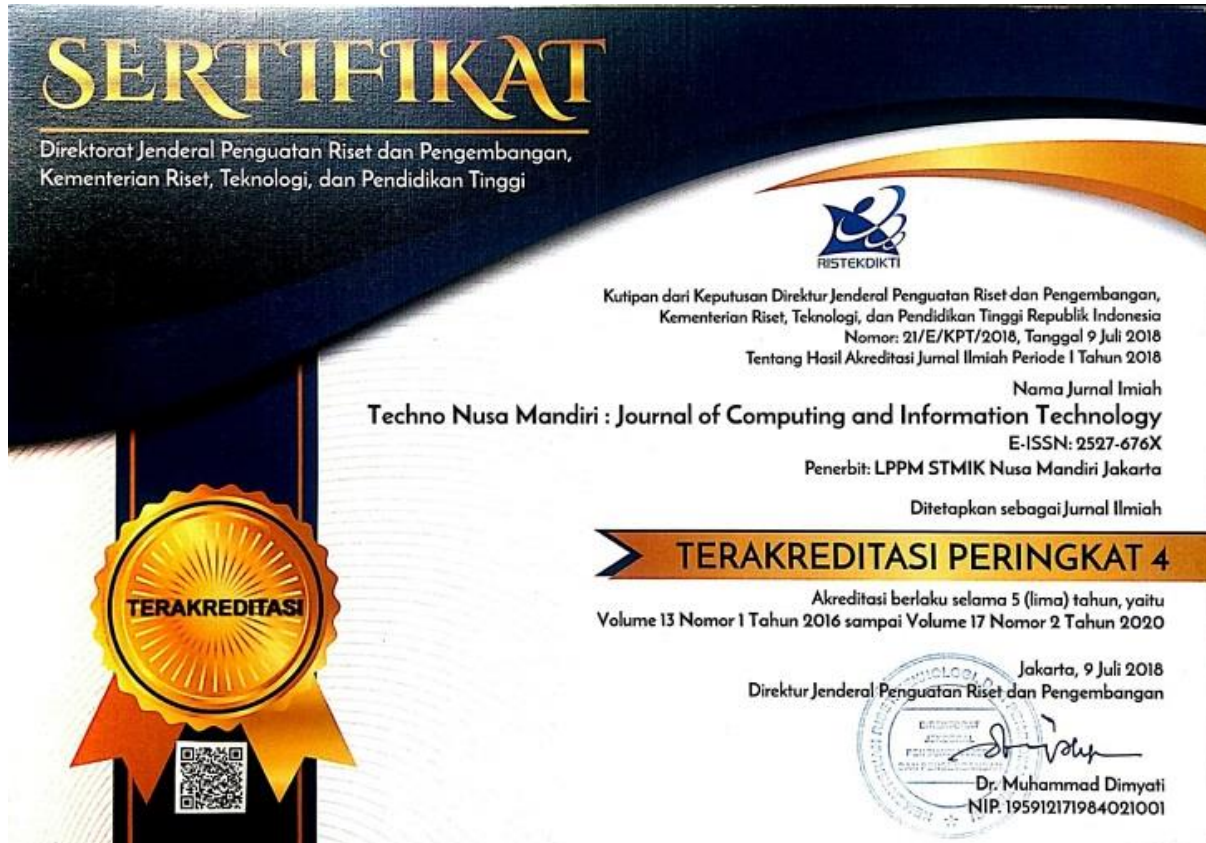 SERTIFIKAT
Direktorat Jenderal Penguatan Riset dan Pengembangan,
Kementerian Riset, Teknologi, dan Pendidikan Tinggi
RISTEKDIKTI
Kutipan dari Keputusan Direktur Jenderal Penguatan Riset dan Pengembangan,
Kementerian Riset, Teknologi, dan Pendidikan Tinggi Republik Indonesia
Nomor: 21/E/KPT/2018, Tanggal 9 Juli 2018
Tentang Hasil Akreditasi Jurnal Ilmiah Periode I Tahun 2018
Nama Jurnal Imiah
Techno Nusa Mandiri : Journal of Computing and Information Technology
E-ISSN: 2527-676X
Penerbit: LPPM STMIK Nusa Mandiri Jakarta
Ditetapkan sebagai Jurnal Ilmiah
TERAKREDITASI PERINGKAT 4
TERAKREDITASI
Akreditasi berlaku selama 5 (lima) tahun, yaitu
Volume 13 Nomor 1 Tahun 2016 sampai Volume 17 Nomor 2 Tahun 2020
Jakarta, 9 Juli 2018
Direktur Jenderal Penguatan Riset dan Pengembangan
DIREKTORAT
JENDERAL
Dr. Muhammad Dimyati
NIP. 195912171984021001